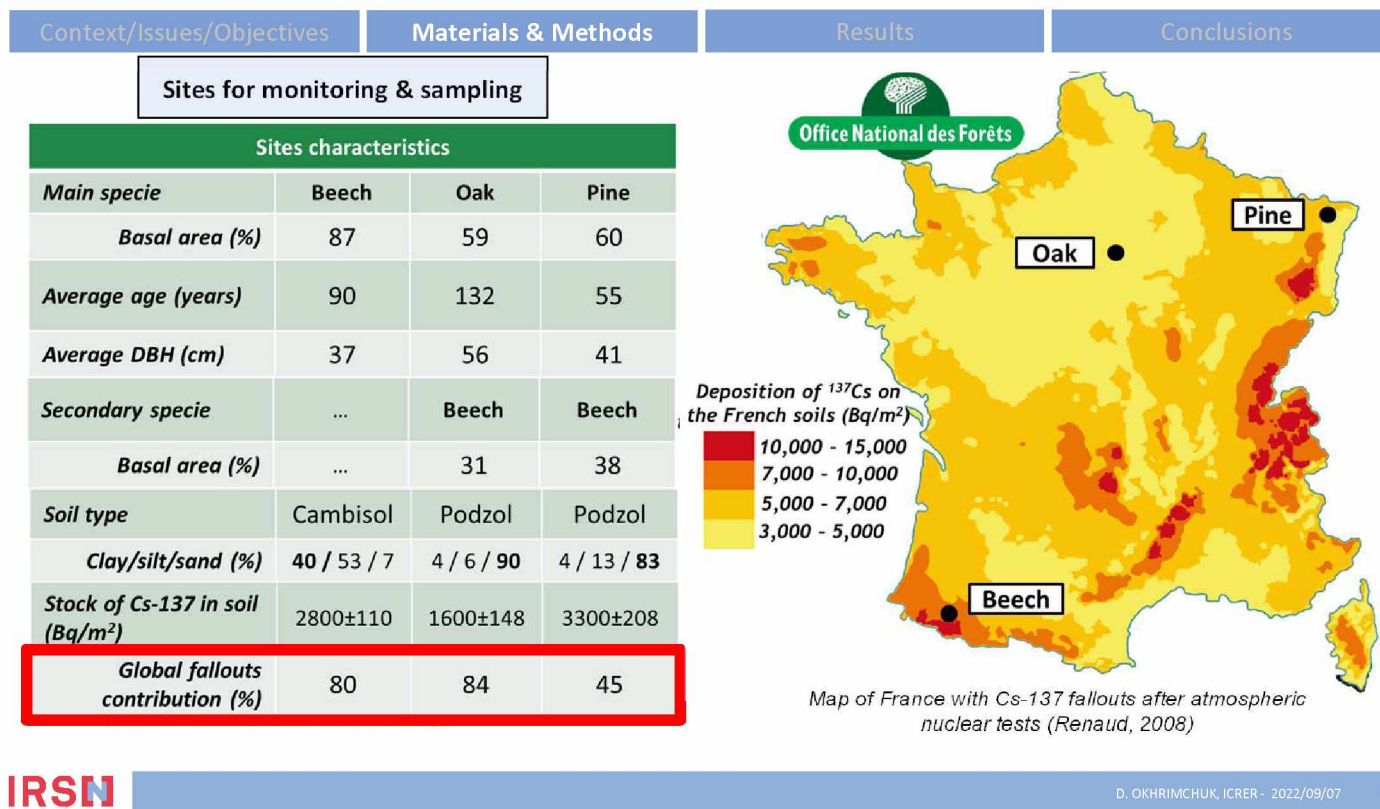 Context/Issues/Objectives
Materials & Methods
Results
Conclusions
Sites for monitoring & sampling
Sites characteristics
Main specie Beech Oak Pine
Basal area (%) 87 59 60
Average age (years) 90 132 55
Average DBH (cm) 37 56 41
Secondary specie ... Beech Beech
Basal area (%) ... 31 38
Soil type Cambisol Podzol Podzol
Clay/silt/sand (%) 40 / 53 / 7 4 / 6 / 90 4 / 13 / 83
Stock of Cs-137 in soil
(Bq/m²) 2800±110 1600±148 3300±208
Global fallouts
contribution (%) 80 84 45
Office National des Forêts
Pine
Oak
Beech
Deposition of ¹³⁷Cs on
the French soils (Bq/m²)
10,000 - 15,000
7,000 - 10,000
5,000 - 7,000
3,000 - 5,000
Map of France with Cs-137 fallouts after atmospheric
nuclear tests (Renaud, 2008)
IRSN
D. OKHRIMCHUK, ICRER - 2022/09/07